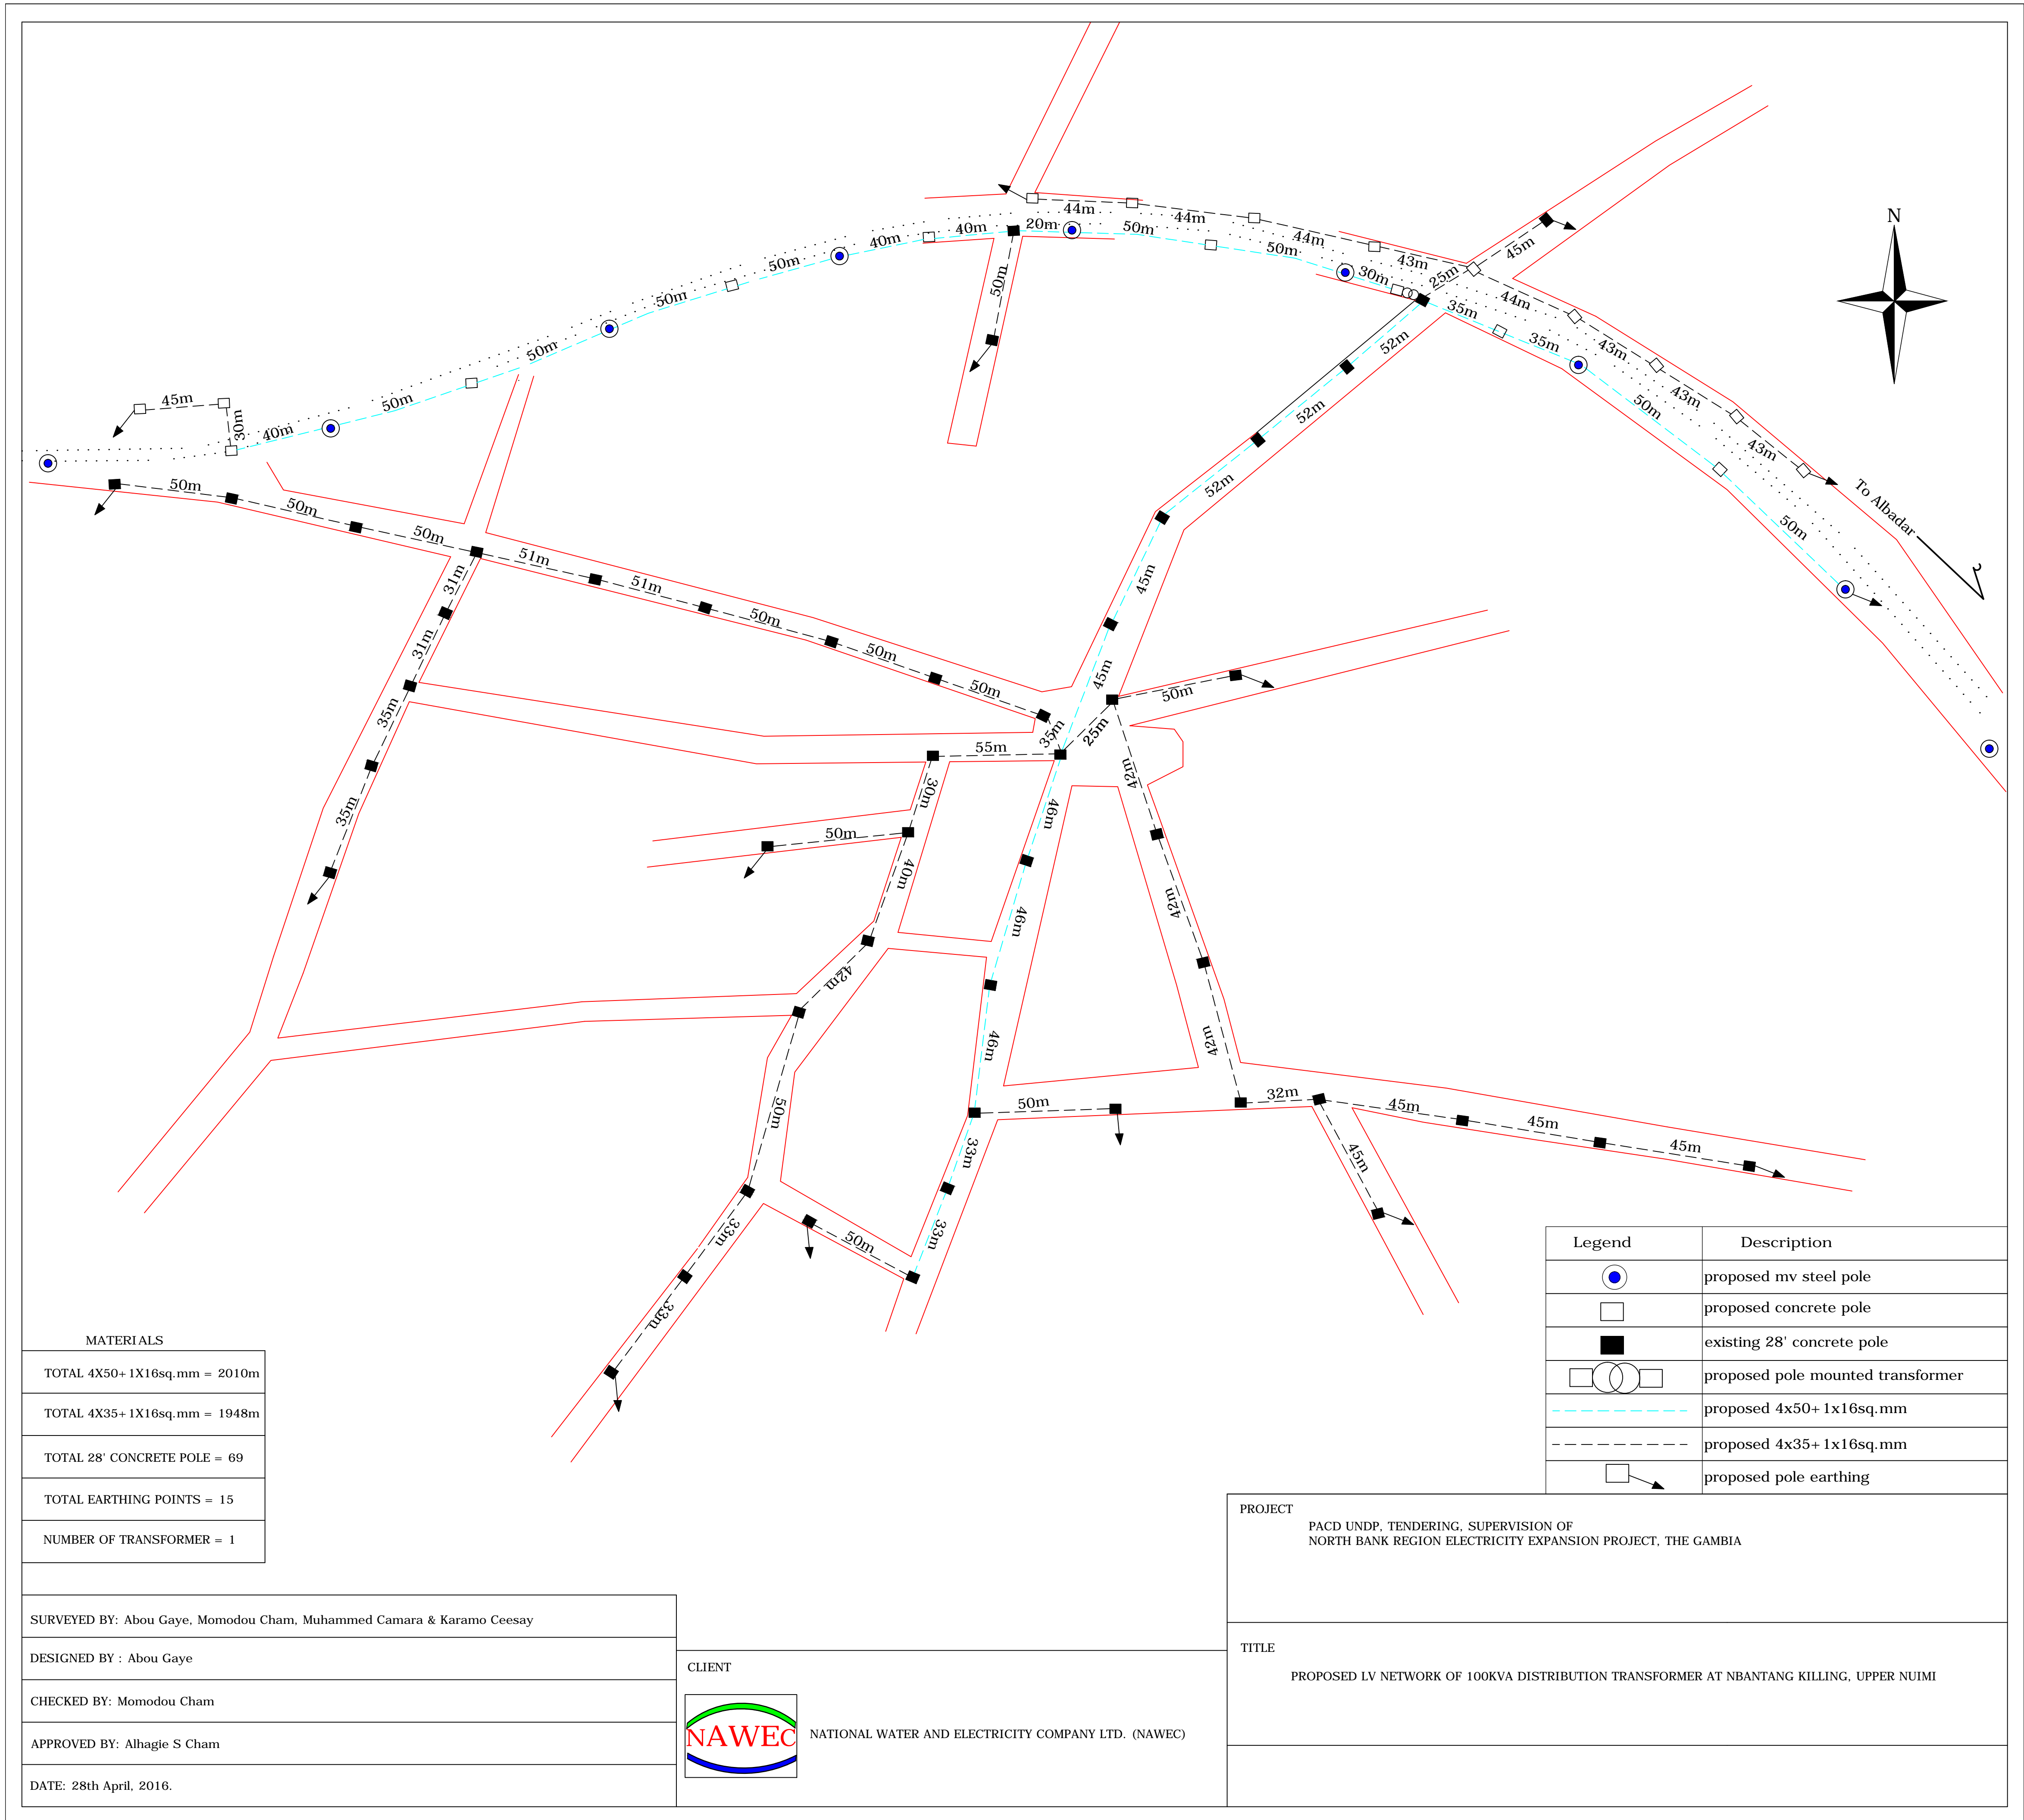 N
44m
44m
20m
50m
40m
40m
44m
50m
43m
45m
25m
50m
30m
50m
50m
44m
35m
50m
43m
35m
52m
50m
43m
45m
50m
52m
50m
30m
40m
43m
To Albadar
50m
52m
50m
50m
50m
51m
31m
51m
45m
50m
31m
50m
45m
50m
50m
35m
35m
25m
55m
42m
30m
35m
46m
50m
40m
42m
46m
42m
42m
46m
32m
50m
50m
45m
45m
45m
33m
45m
33m
33m
50m
33m
Legend
Description
proposed mv steel pole
proposed concrete pole
existing 28' concrete pole
proposed pole mounted transformer
proposed 4x50+1x16sq.mm
proposed 4x35+1x16sq.mm
proposed pole earthing
MATERIALS
TOTAL 4X50+1X16sq.mm = 2010m
TOTAL 4X35+1X16sq.mm = 1948m
TOTAL 28' CONCRETE POLE = 69
TOTAL EARTHING POINTS = 15
NUMBER OF TRANSFORMER = 1
PROJECT
PACD UNDP, TENDERING, SUPERVISION OF
NORTH BANK REGION ELECTRICITY EXPANSION PROJECT, THE GAMBIA
SURVEYED BY: Abou Gaye, Momodou Cham, Muhammed Camara & Karamo Ceesay
DESIGNED BY : Abou Gaye
CHECKED BY: Momodou Cham
APPROVED BY: Alhagie S Cham
DATE: 28th April, 2016.
CLIENT
NAWEC
NATIONAL WATER AND ELECTRICITY COMPANY LTD. (NAWEC)
TITLE
PROPOSED LV NETWORK OF 100KVA DISTRIBUTION TRANSFORMER AT NBANTANG KILLING, UPPER NUIMI